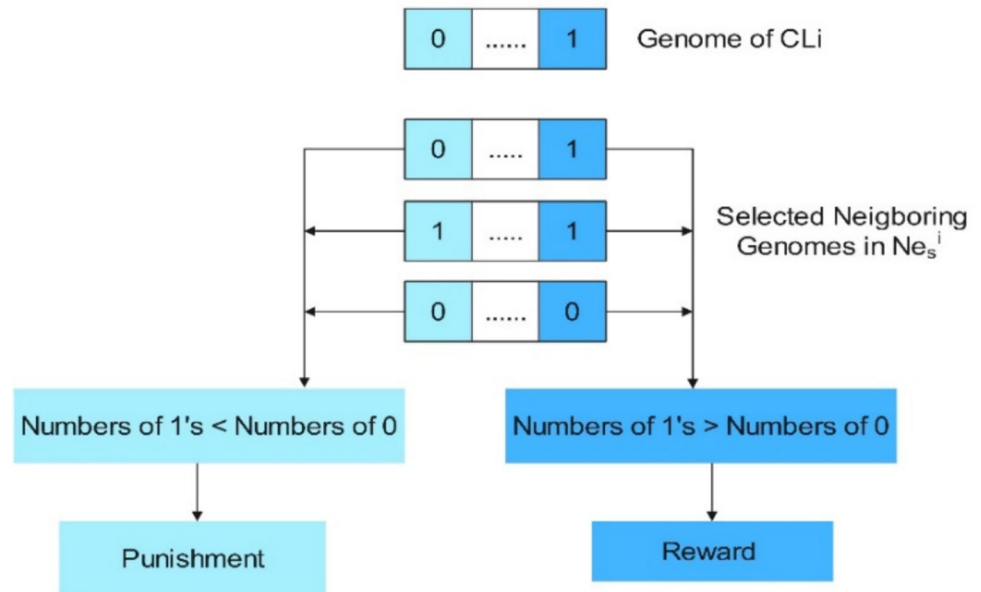 0 ...... 1 Genome of CLi
0 ..... 1
1 ..... 1
Selected Neigboring
Genomes in Neₛⁱ
0 ...... 0
Numbers of 1's < Numbers of 0
Numbers of 1's > Numbers of 0
Punishment
Reward